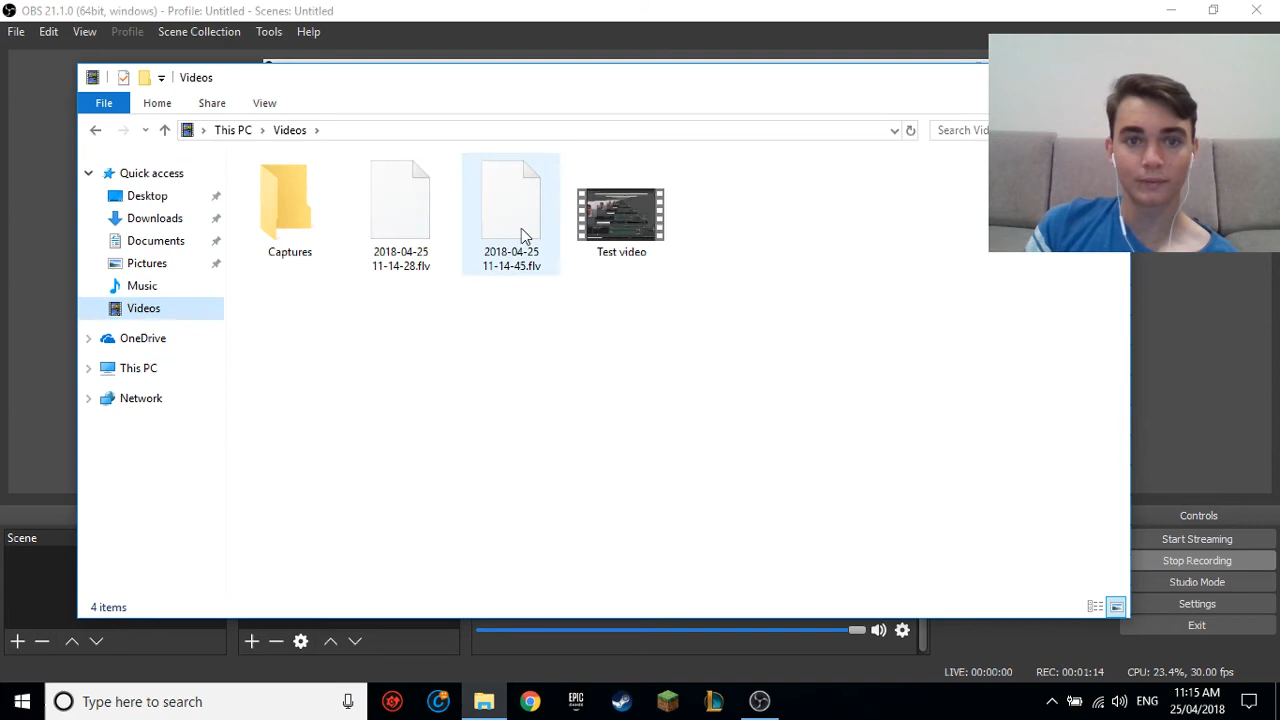 OBS 21.1.0 (64bit, windows) - Profile: Untitled - Scenes: Untitled
File Edit View Profile Scene Collection Tools Help
Videos
File Home Share View
This PC > Videos >
Search Vid
Quick access
Desktop
Downloads
Documents
Pictures
Music
Videos
OneDrive
This PC
Network
Captures
2018-04-25
11-14-28.flv
2018-04-25
11-14-45.flv
Test video
4 items
Scene
Controls
Start Streaming
Stop Recording
Studio Mode
Settings
Exit
LIVE: 00:00:00 REC: 00:01:14 CPU: 23.4%, 30.00 fps
Type here to search
EPIC
GAMES
ENG
11:15 AM
25/04/2018